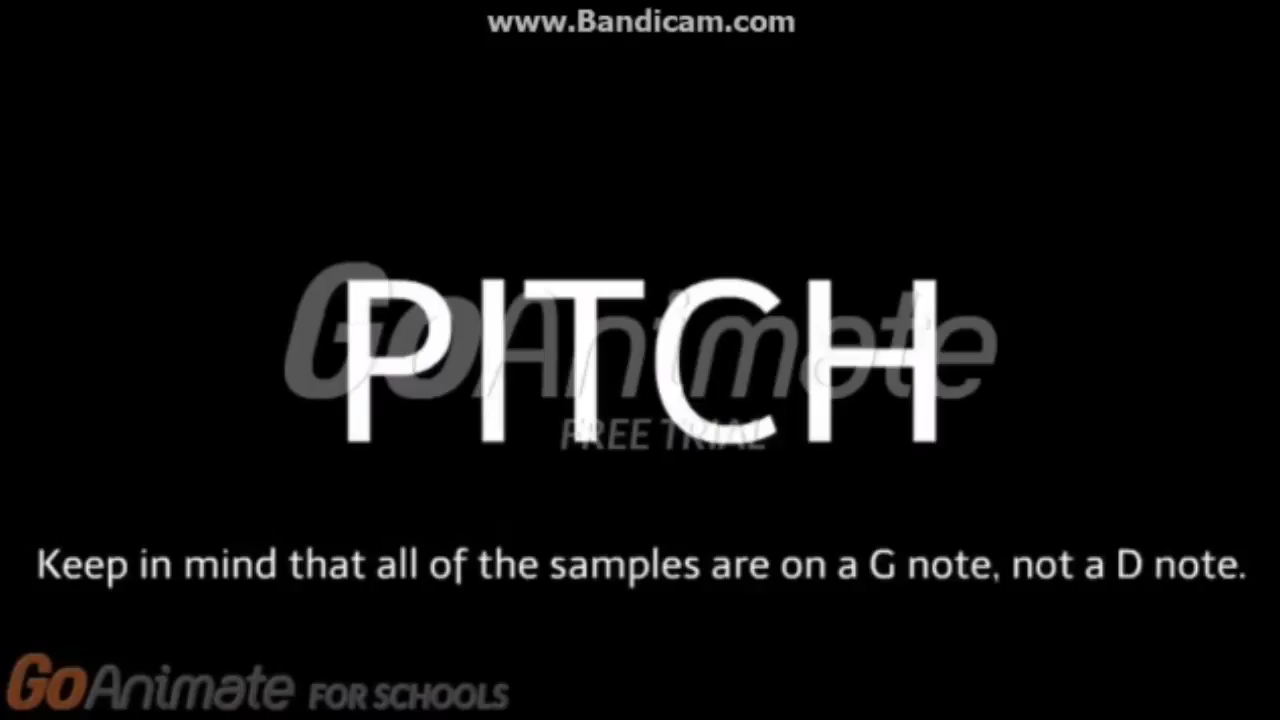 www.Bandicam.com
PITCH
GoAnimate
FREE TRIAL
Keep in mind that all of the samples are on a G note, not a D note.
GoAnimate FOR SCHOOLS